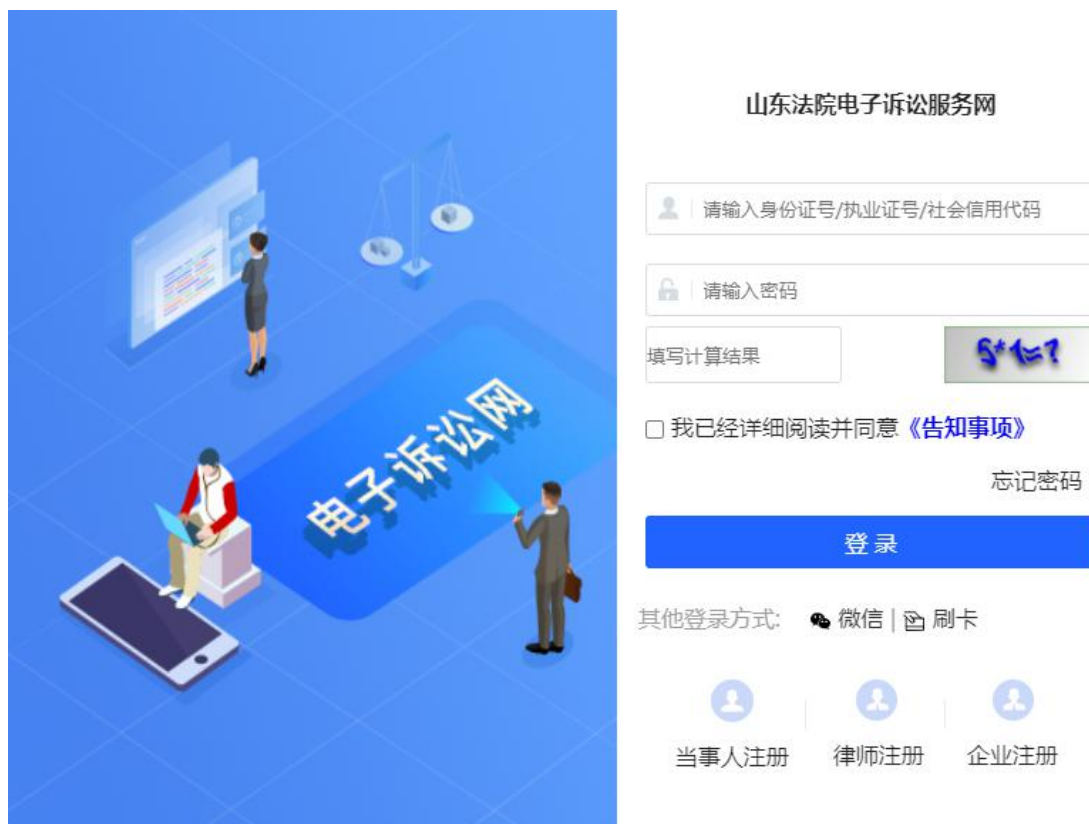 山东法院电子诉讼服务网
请输入身份证号/执业证号/社会信用代码
请输入密码
填写计算结果
5*1=?
我已经详细阅读并同意《告知事项》
忘记密码
登录
其他登录方式: 微信 | 刷卡
当事人注册 律师注册 企业注册
电子诉讼网